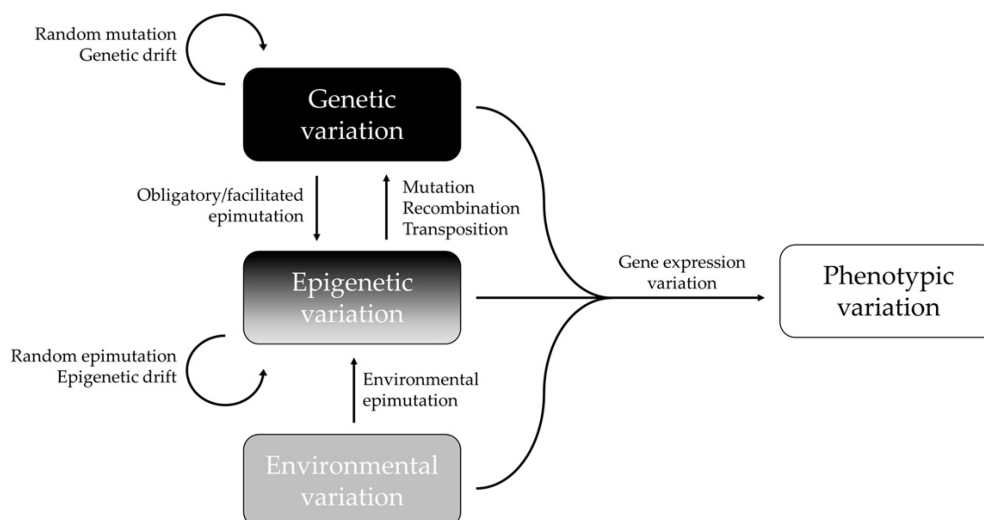 Random mutation
Genetic drift
Genetic
variation
Obligatory/facilitated
epimutation
Mutation
Recombination
Transposition
Epigenetic
variation
Gene expression
variation
Phenotypic
variation
Random epimutation
Epigenetic drift
Environmental
epimutation
Environmental
variation